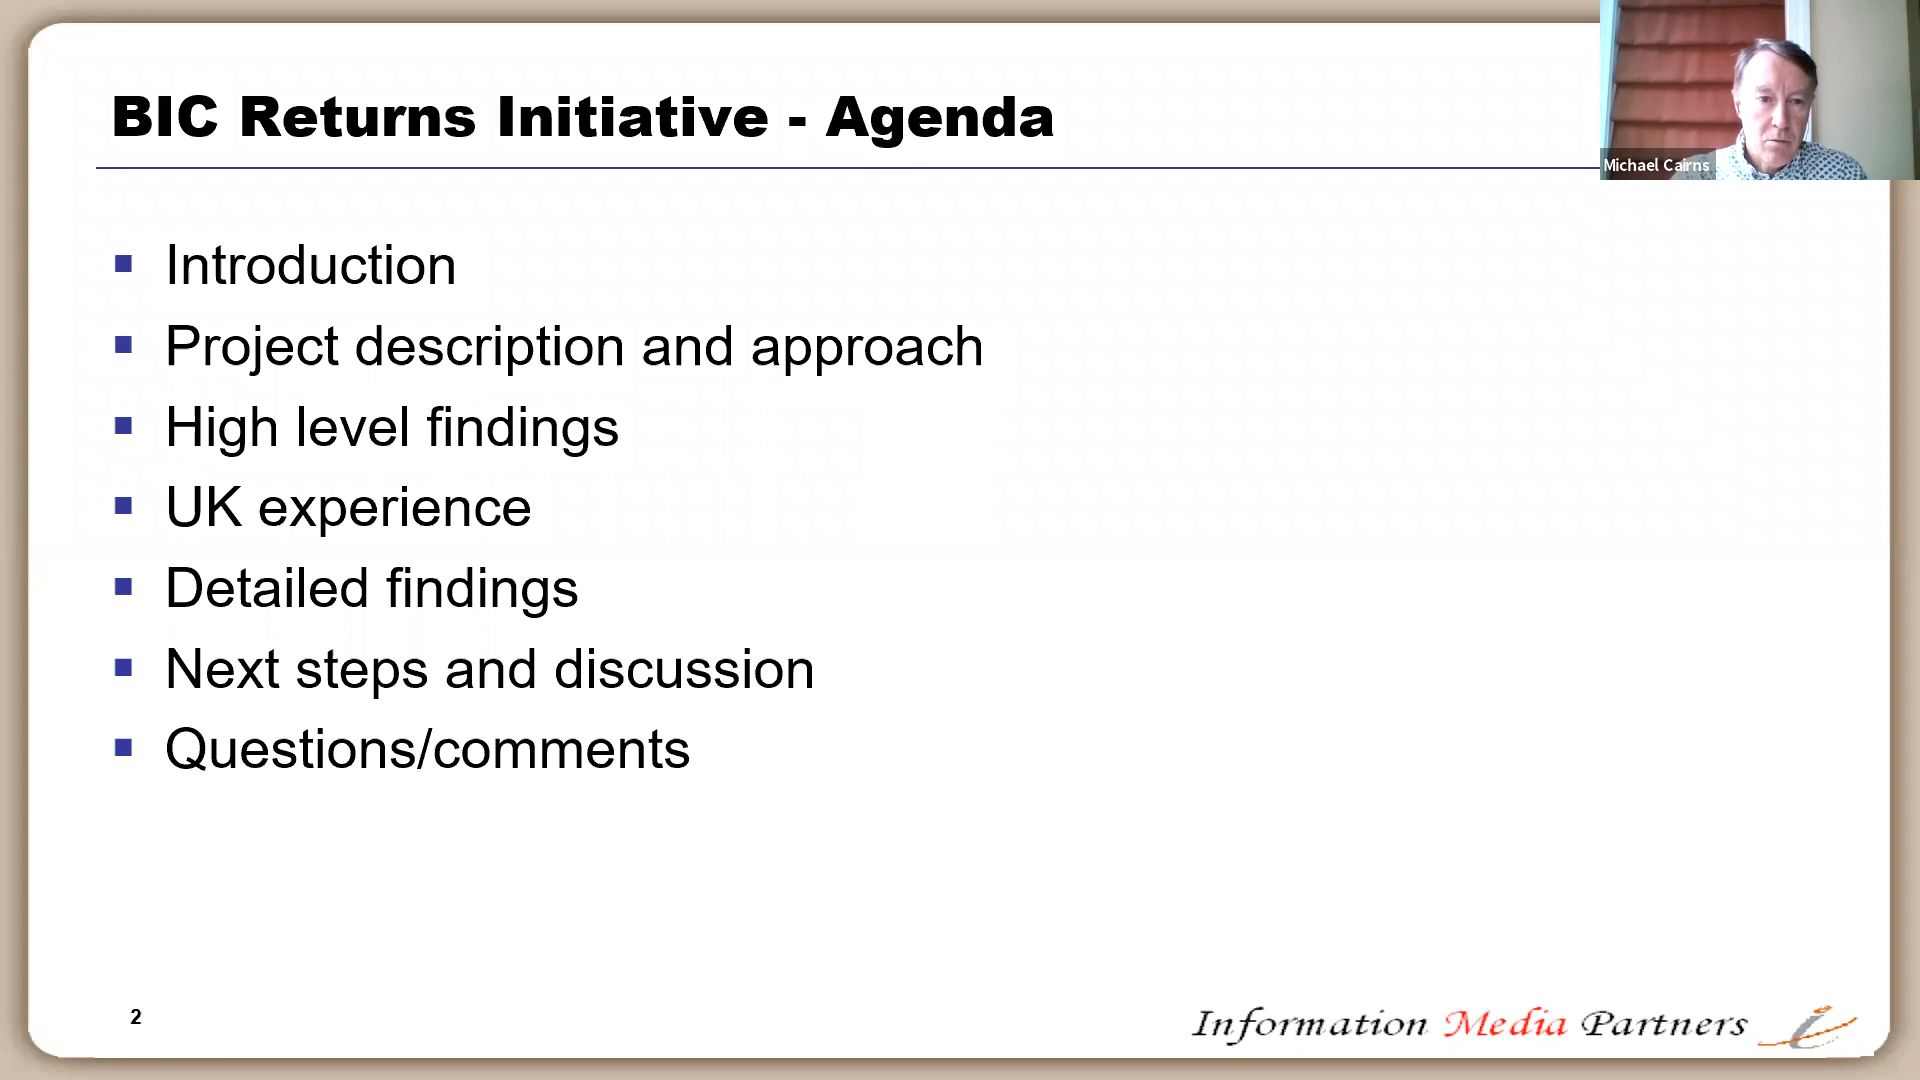 BIC Returns Initiative - Agenda
Michael Cairns
Introduction
Project description and approach
High level findings
UK experience
Detailed findings
Next steps and discussion
Questions/comments
2
Information Media Partners